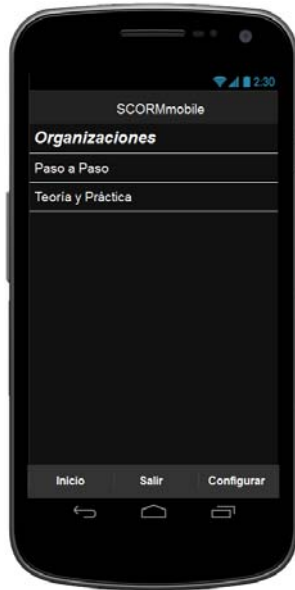 2:30
SCORMmobile
Organizaciones
Paso a Paso
Teoría y Práctica
Inicio Salir Configurar